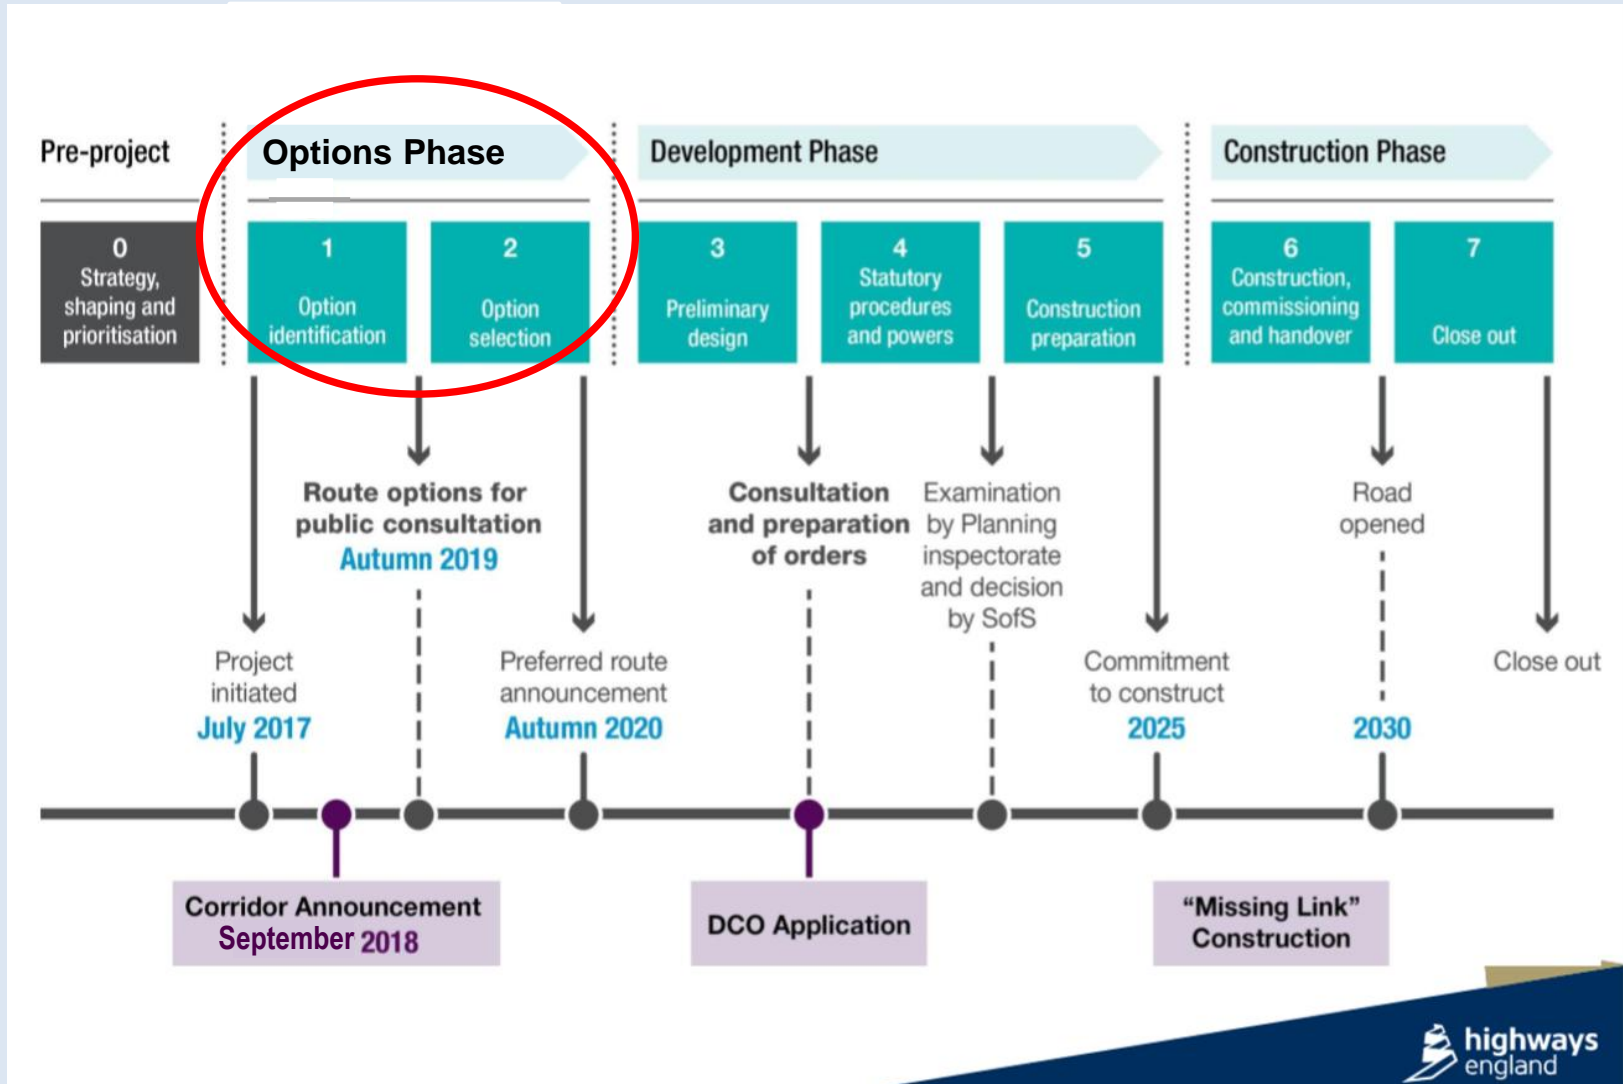 Pre-project
Options Phase
Development Phase
Construction Phase
0
Strategy,
shaping and
prioritisation
1
Option
identification
2
Option
selection
3
Preliminary
design
4
Statutory
procedures
and powers
5
Construction
preparation
6
Construction,
commissioning
and handover
7
Close out
Route options for
public consultation
Autumn 2019
Consultation
and preparation
of orders
Examination
by Planning
inspectorate
and decision
by SofS
Road
opened
Project
initiated
July 2017
Preferred route
announcement
Autumn 2020
Commitment
to construct
2025
2030
Close out
Corridor Announcement
September 2018
DCO Application
“Missing Link”
Construction
highways
england